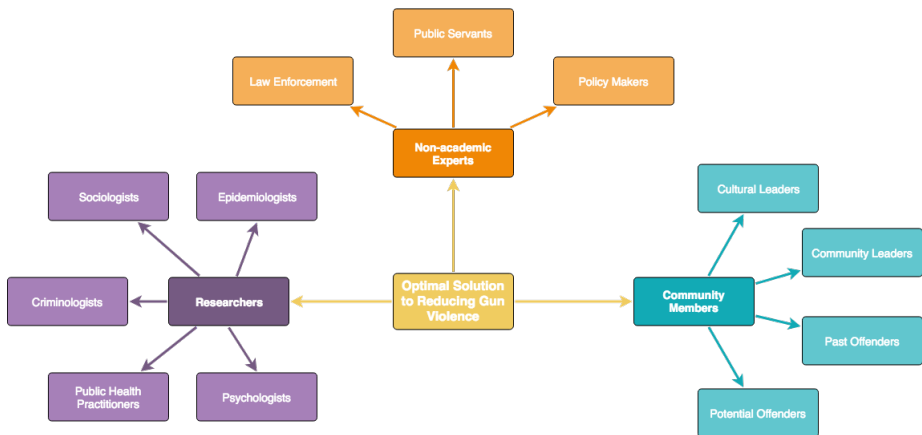 Public Servants
Law Enforcement
Policy Makers
Non-academic
Experts
Sociologists
Epidemiologists
Cultural Leaders
Community Leaders
Criminologists
Researchers
Optimal Solution
to Reducing Gun
Violence
Community
Members
Past Offenders
Public Health
Practitioners
Psychologists
Potential Offenders